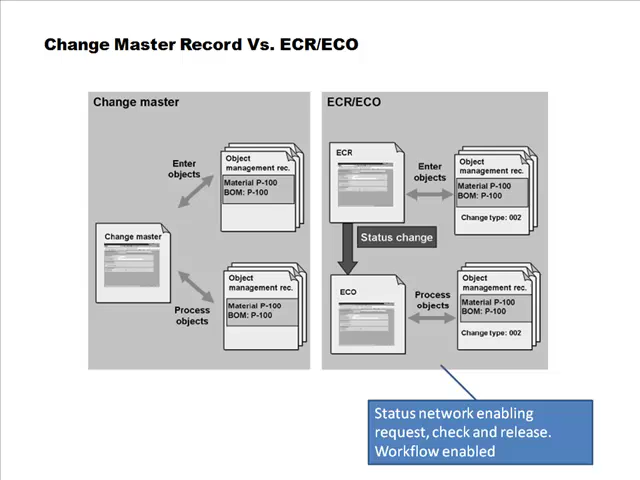 Change Master Record Vs. ECR/ECO
Change master
Enter
objects
Object
management rec.
Material P-100
BOM: P-100
Change master
Process
objects
Object
management rec.
Material P-100
BOM: P-100
ECR/ECO
ECR
Enter
objects
Object
management rec.
Material P-100
BOM: P-100
Change type: 002
Status change
ECO
Process
objects
Object
management rec.
Material P-100
BOM: P-100
Change type: 002
Status network enabling
request, check and release.
Workflow enabled